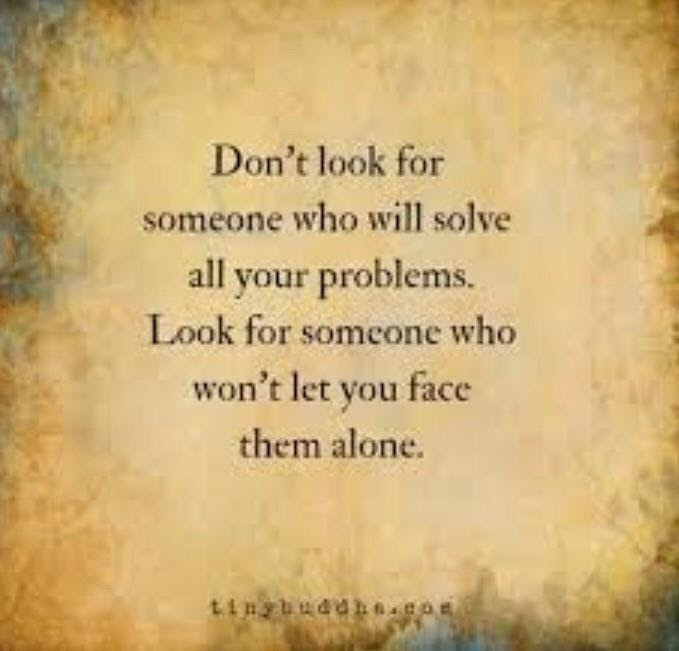 Don't look for
someone who will solve
all your problems.
Look for someone who
won't let you face
them alone.
tinybuddha.com